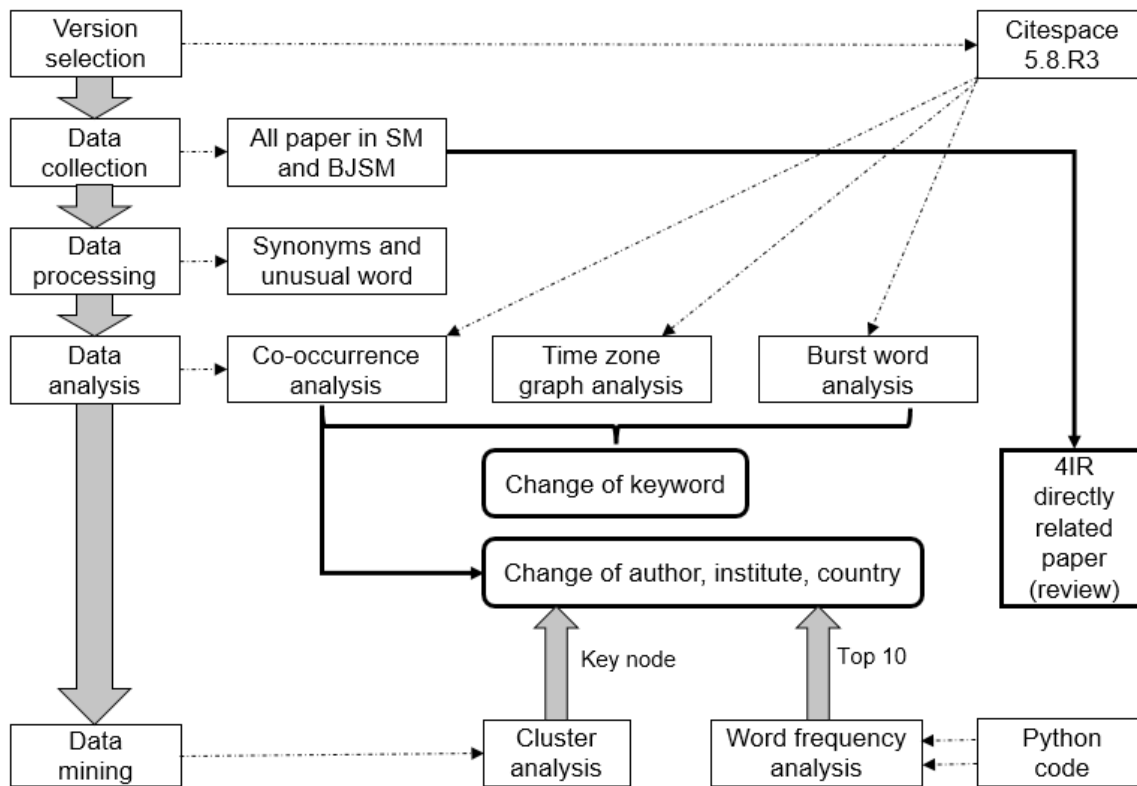 Version
selection
Citespace
5.8.R3
Data
collection
All paper in SM
and BJSM
Data
processing
Synonyms and
unusual word
Data
analysis
Co-occurrence
analysis
Time zone
graph analysis
Burst word
analysis
Change of keyword
4IR
directly
related
paper
(review)
Change of author, institute, country
Key node
Top 10
Data
mining
Cluster
analysis
Word frequency
analysis
Python
code